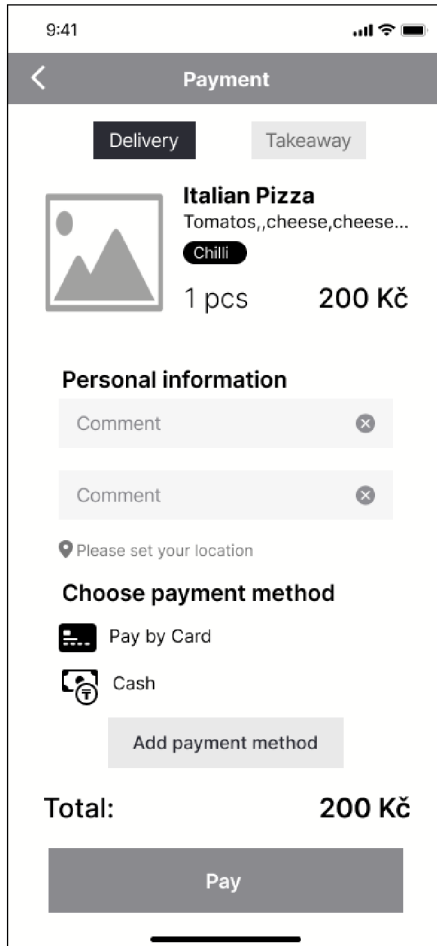 9:41
Payment
Delivery Takeaway
Italian Pizza
Tomatos,,cheese,cheese...
Chilli
1 pcs 200 Kč
Personal information
Comment
Comment
Please set your location
Choose payment method
Pay by Card
Cash
Add payment method
Total: 200 Kč
Pay